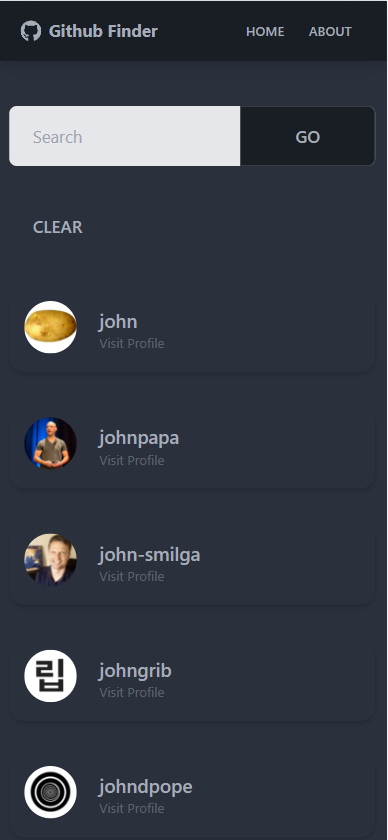 Github Finder HOME ABOUT
Search GO
CLEAR
john
Visit Profile
johnpapa
Visit Profile
john-smilga
Visit Profile
립
johngrib
Visit Profile
johndpope
Visit Profile